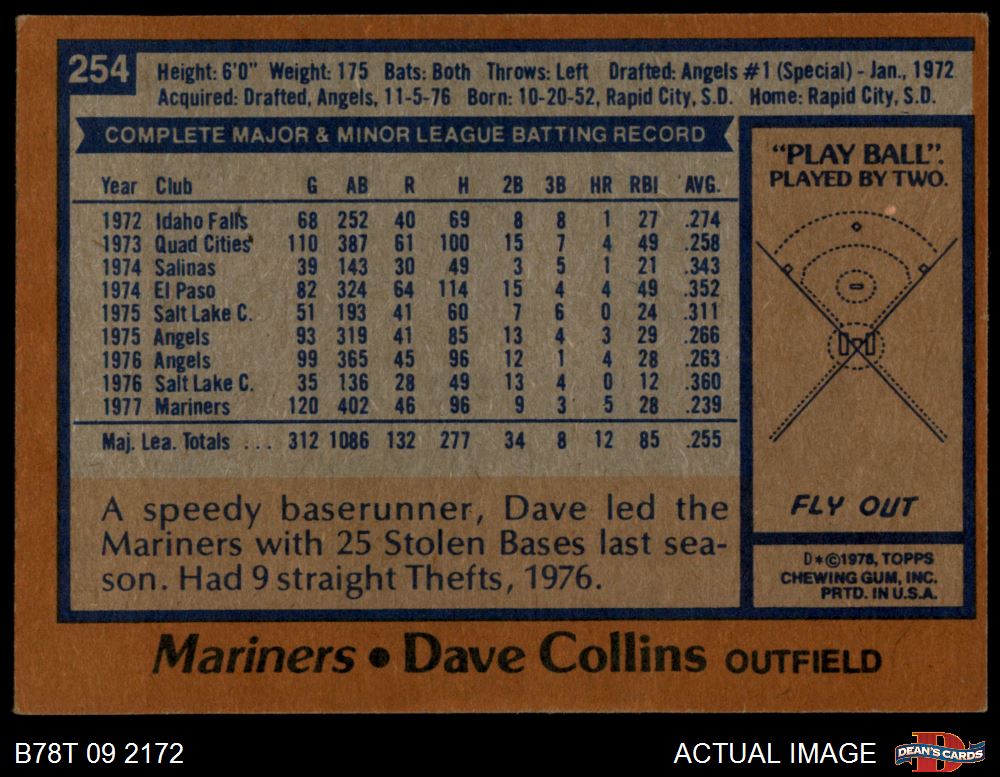 254
Height: 6'0" Weight: 175 Bats: Both Throws: Left Drafted: Angels #1 (Special) - Jan., 1972
Acquired: Drafted, Angels, 11-5-76 Born: 10-20-52, Rapid City, S.D. Home: Rapid City, S.D.
COMPLETE MAJOR & MINOR LEAGUE BATTING RECORD
Year Club G AB R H 2B 3B HR RBI AVG.
1972 Idaho Falls 68 252 40 69 8 8 1 27 .274
1973 Quad Cities 110 387 61 100 15 7 4 49 .258
1974 Salinas 39 143 30 49 3 5 1 21 .343
1974 El Paso 82 324 64 114 15 4 4 49 .352
1975 Salt Lake C. 51 193 41 60 7 6 0 24 .311
1975 Angels 93 319 41 85 13 4 3 29 .266
1976 Angels 99 365 45 96 12 1 4 28 .263
1976 Salt Lake C. 35 136 28 49 13 4 0 12 .360
1977 Mariners 120 402 46 96 9 3 5 28 .239
Maj. Lea. Totals . . . 312 1086 132 277 34 8 12 85 .255
A speedy baserunner, Dave led the
Mariners with 25 Stolen Bases last sea-
son. Had 9 straight Thefts, 1976.
"PLAY BALL".
PLAYED BY TWO.
FLY OUT
D*©1978, TOPPS
CHEWING GUM, INC.
PRTD. IN U.S.A.
Mariners • Dave Collins OUTFIELD
B78T 09 2172
ACTUAL IMAGE
DEAN'S CARDS